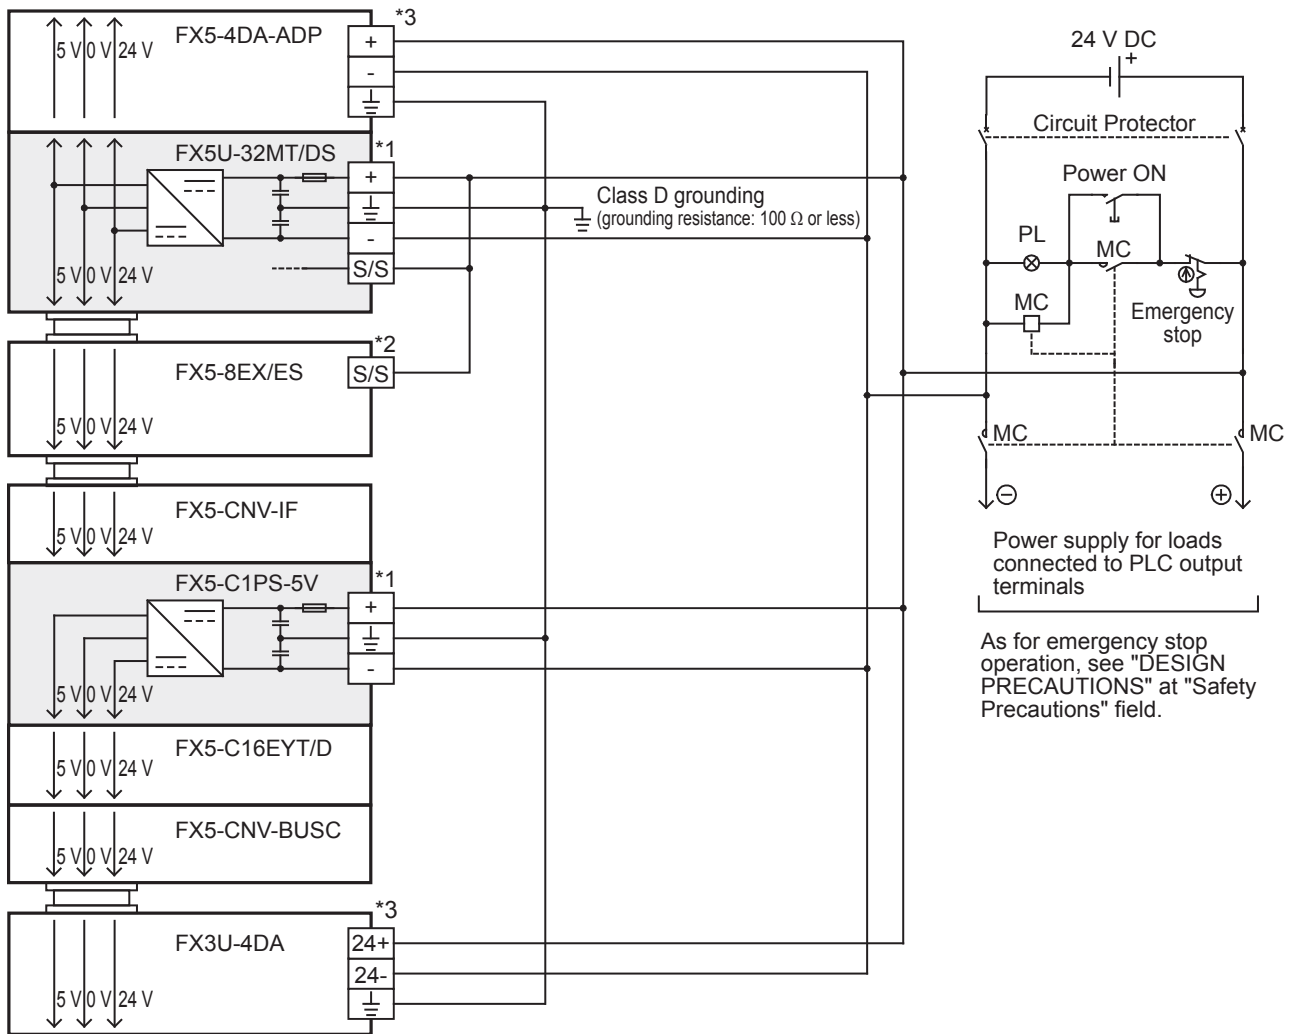 FX5-4DA-ADP
*3
5 V 0 V 24 V
+
-
FX5U-32MT/DS
*1
+
-
S/S
5 V 0 V 24 V
Class D grounding
(grounding resistance: 100 Ω or less)
FX5-8EX/ES
*2
S/S
5 V 0 V 24 V
FX5-CNV-IF
5 V 0 V 24 V
FX5-C1PS-5V
*1
+
-
5 V 0 V 24 V
FX5-C16EYT/D
5 V 0 V 24 V
FX5-CNV-BUSC
5 V 0 V 24 V
FX3U-4DA
*3
24+
24-
5 V 0 V 24 V
24 V DC
+
Circuit Protector
Power ON
PL
MC
MC
Emergency
stop
MC
MC
-
+
Power supply for loads
connected to PLC output
terminals
As for emergency stop
operation, see "DESIGN
PRECAUTIONS" at "Safety
Precautions" field.